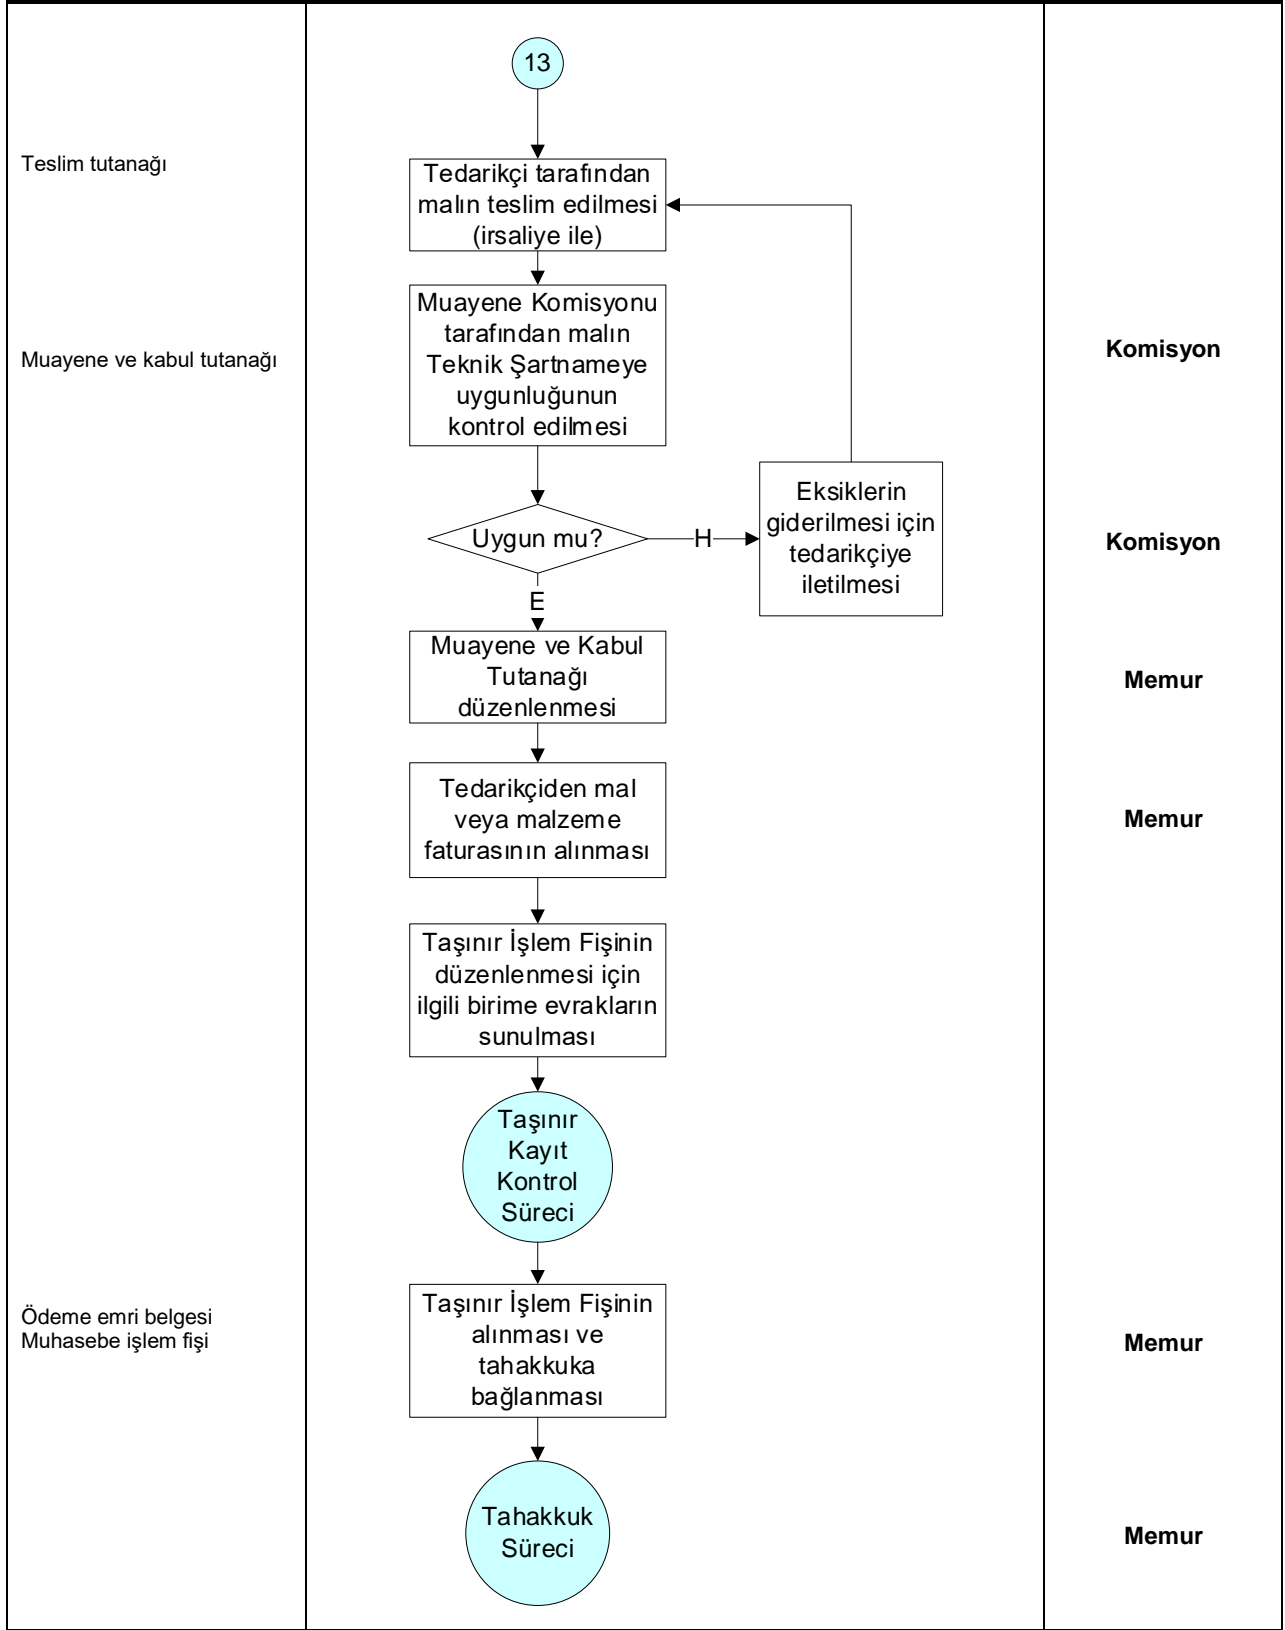 13
Teslim tutanağı
Tedarikçi tarafından
malın teslim edilmesi
(irsaliye ile)
Muayene ve kabul tutanağı
Muayene Komisyonu
tarafından malın
Teknik Şartnameye
uygunluğunun
kontrol edilmesi
Komisyon
Uygun mu?
H
Eksiklerin
giderilmesi için
tedarikçiye
iletilmesi
Komisyon
E
Muayene ve Kabul
Tutanağı
düzenlenmesi
Memur
Tedarikçiden mal
veya malzeme
faturasının alınması
Memur
Taşınır İşlem Fişinin
düzenlenmesi için
ilgili birime evrakların
sunulması
Taşınır
Kayıt
Kontrol
Süreci
Ödeme emri belgesi
Muhasebe işlem fişi
Taşınır İşlem Fişinin
alınması ve
tahakkuka
bağlanması
Memur
Tahakkuk
Süreci
Memur